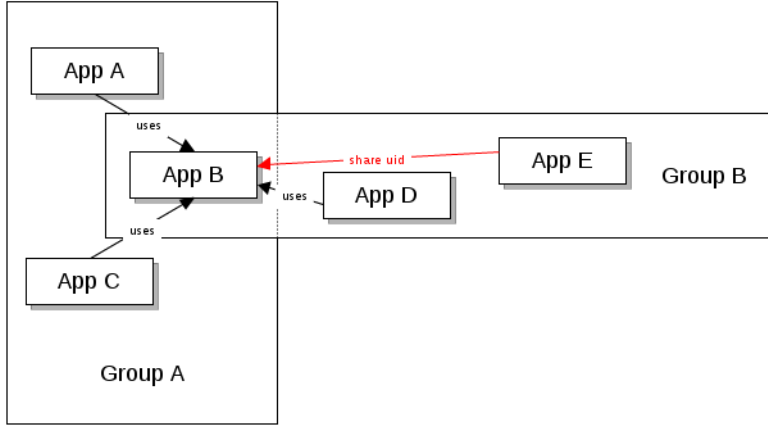 App A
uses
App B
share uid
App E
Group B
uses
App D
uses
App C
Group A